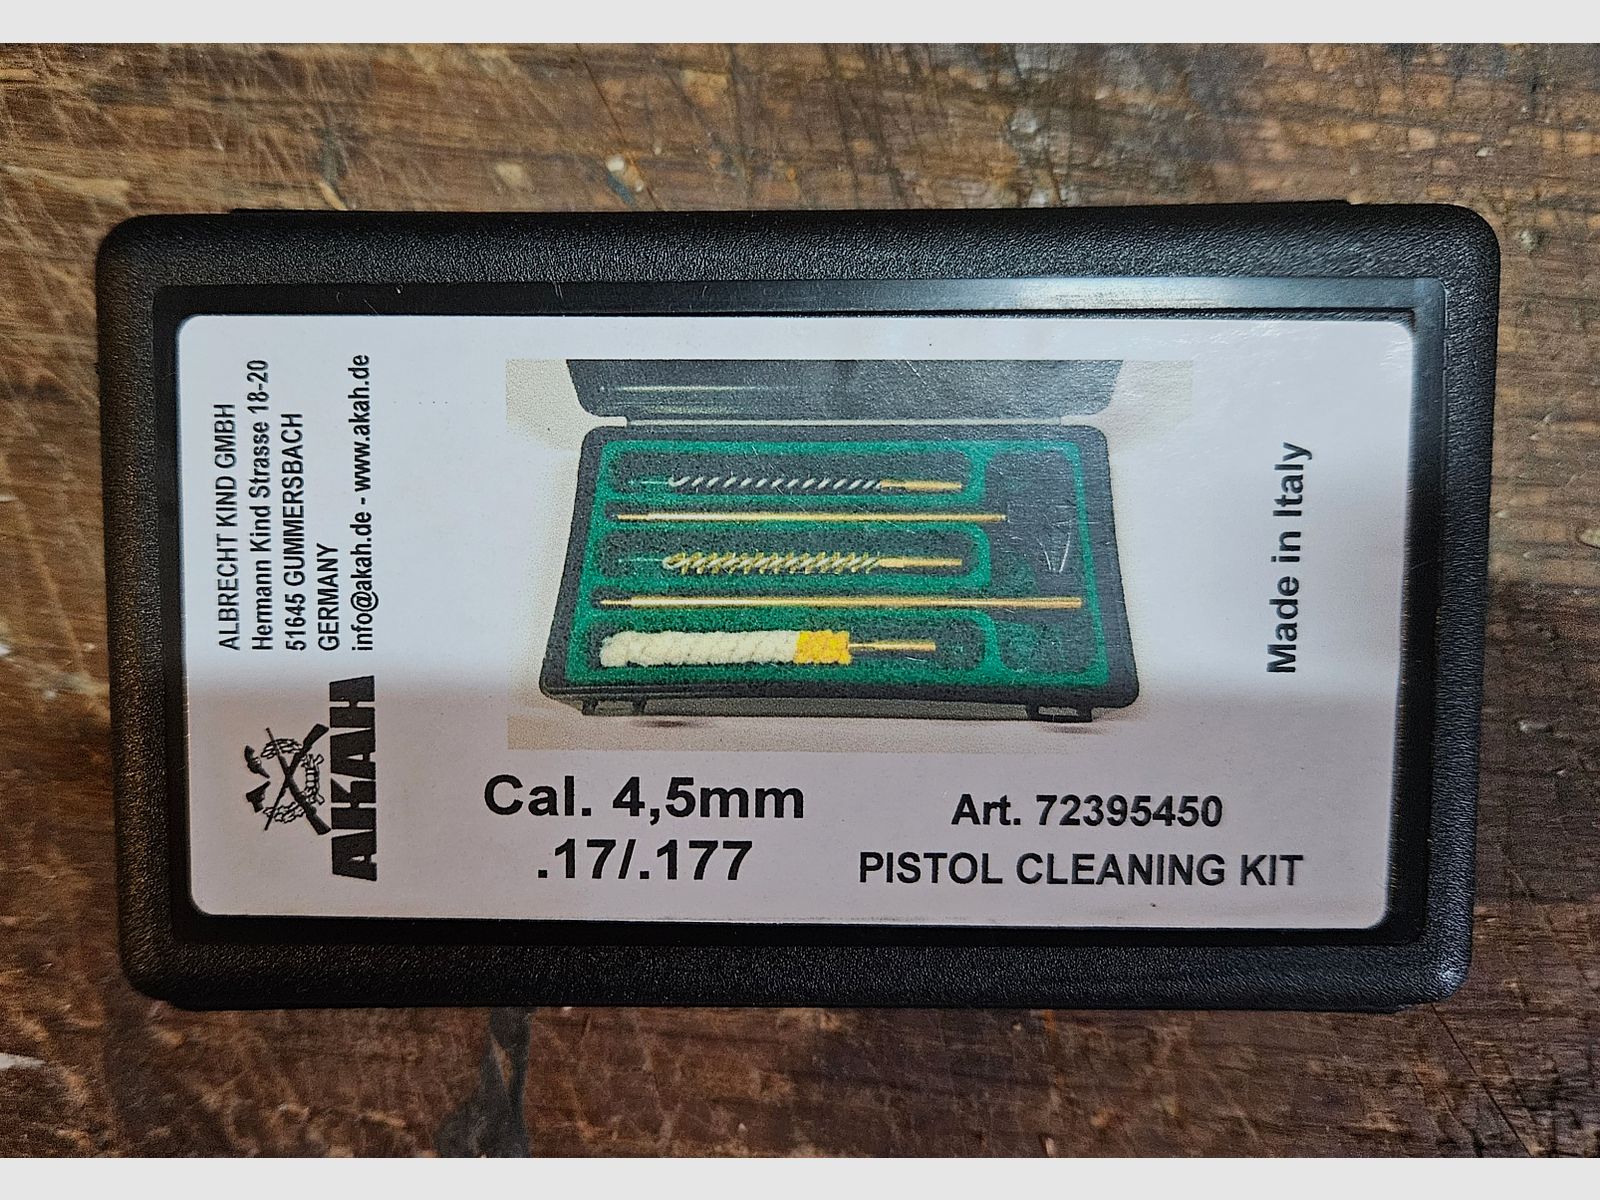 ALBRECHT KIND GMBH
Hermann Kind Strasse 18-20
51645 GUMMERSBACH
GERMANY
info@akah.de - www.akah.de
AKAH
Cal. 4,5mm
.17/.177
Art. 72395450
PISTOL CLEANING KIT
Made in Italy